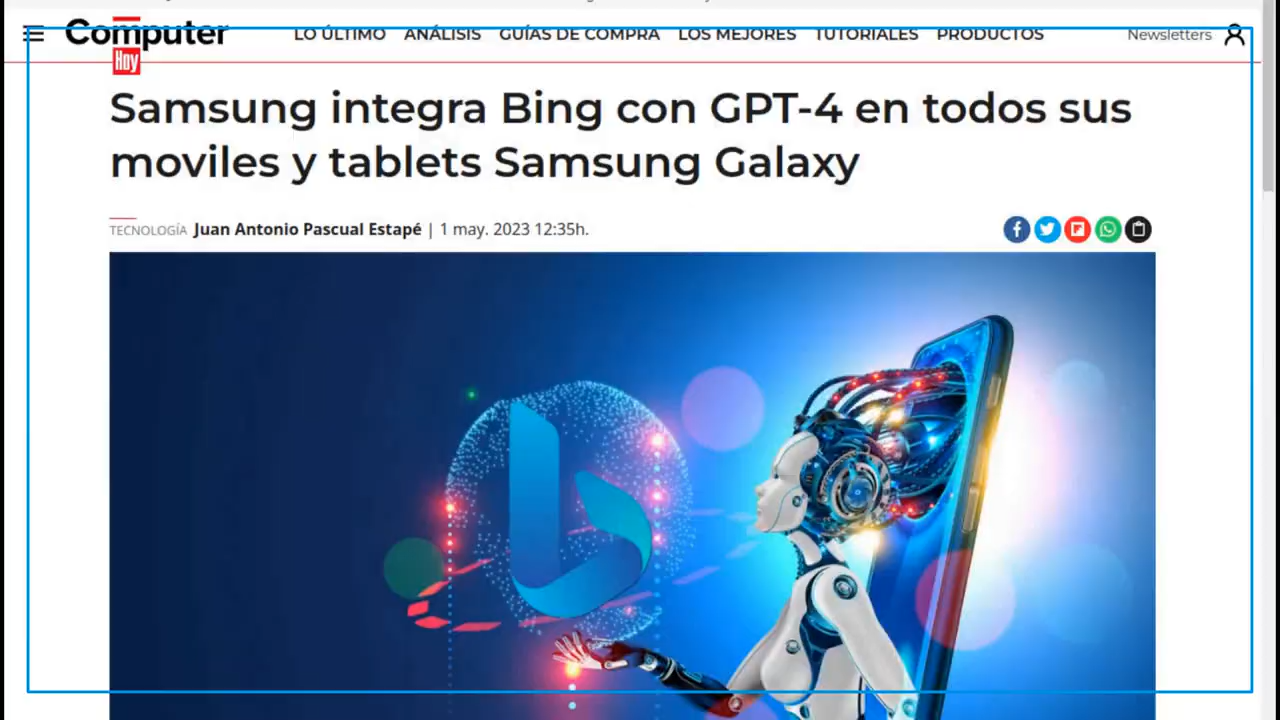 Computer
Hoy
LO ÚLTIMO ANÁLISIS GUÍAS DE COMPRA LOS MEJORES TUTORIALES PRODUCTOS Newsletters
Samsung integra Bing con GPT-4 en todos sus
moviles y tablets Samsung Galaxy
TECNOLOGÍA Juan Antonio Pascual Estapé | 1 may. 2023 12:35h.